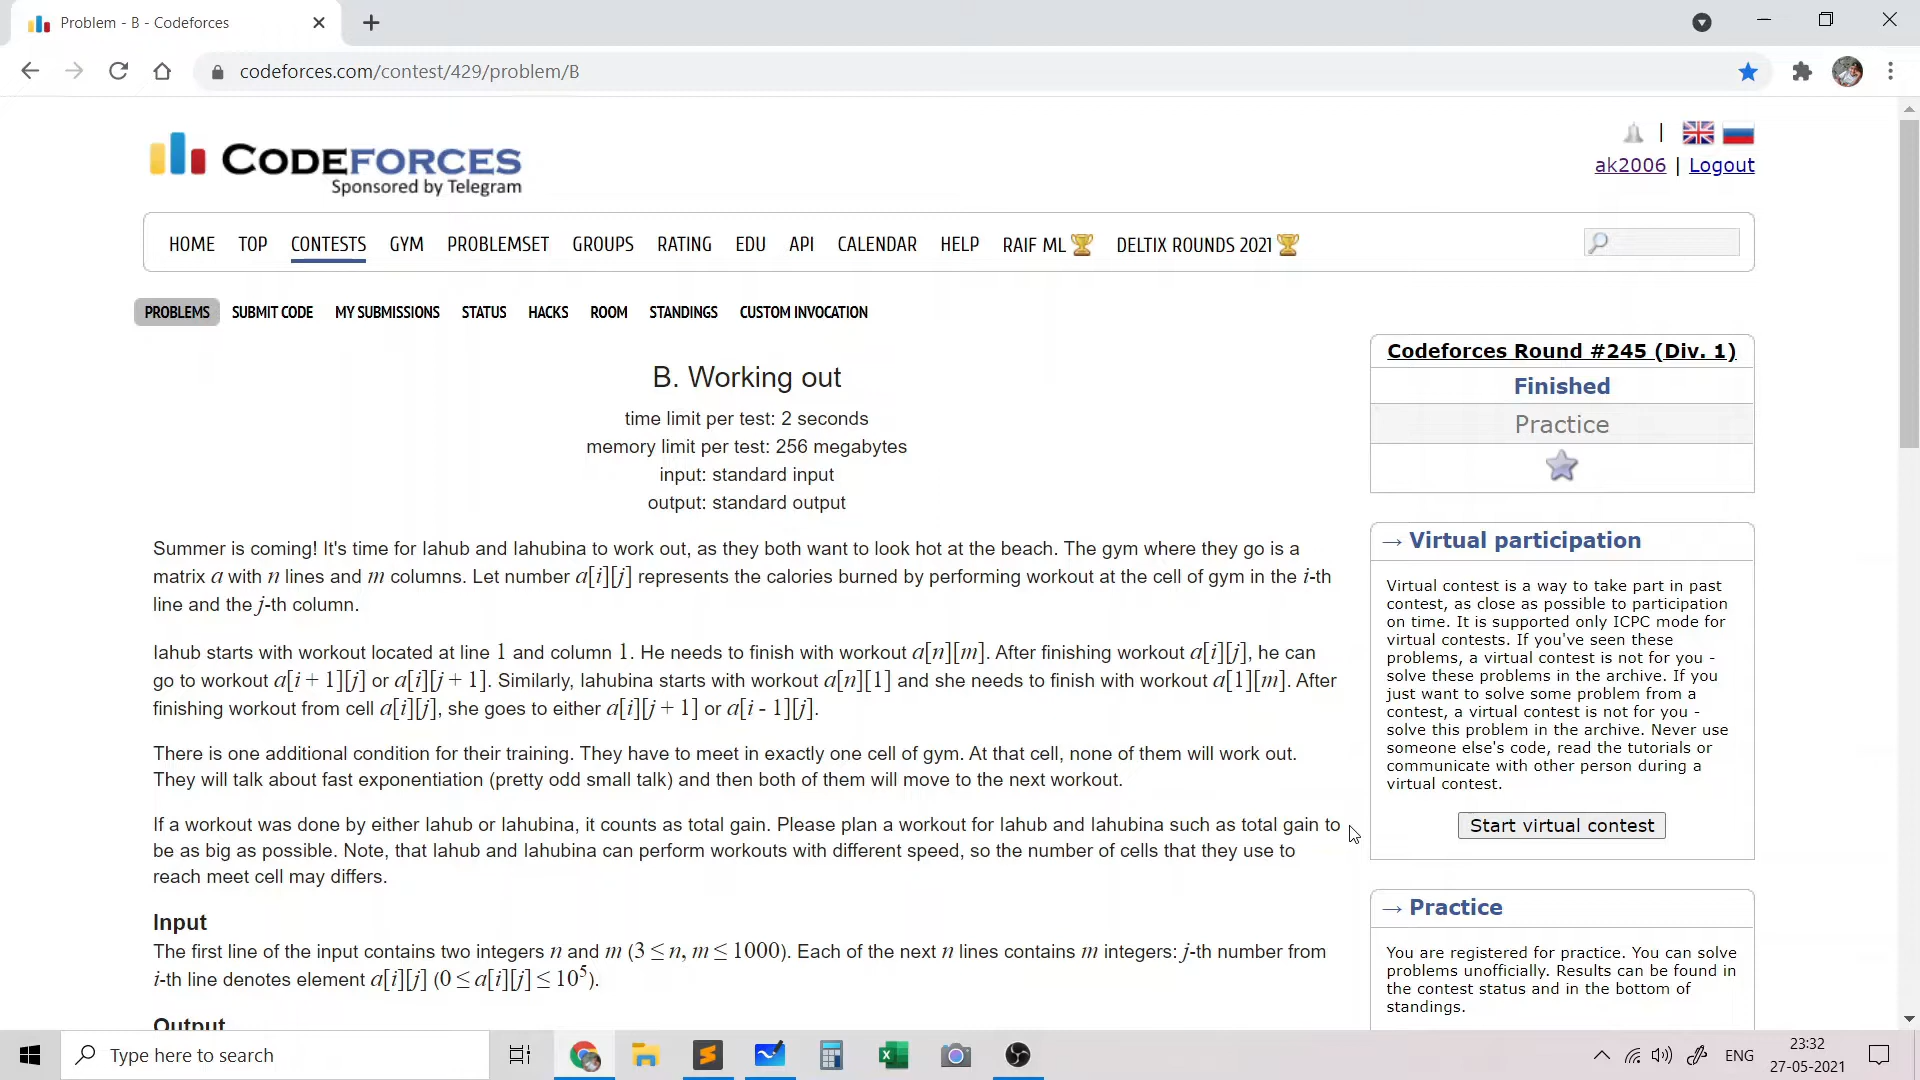 Problem - B - Codeforces
codeforces.com/contest/429/problem/B
CODEFORCES
Sponsored by Telegram
ak2006 | Logout
HOME TOP CONTESTS GYM PROBLEMSET GROUPS RATING EDU API CALENDAR HELP RAIF ML DELTIX ROUNDS 2021
PROBLEMS SUBMIT CODE MY SUBMISSIONS STATUS HACKS ROOM STANDINGS CUSTOM INVOCATION
B. Working out
time limit per test: 2 seconds
memory limit per test: 256 megabytes
input: standard input
output: standard output
Summer is coming! It's time for Iahub and Iahubina to work out, as they both want to look hot at the beach. The gym where they go is a
matrix a with n lines and m columns. Let number a[i][j] represents the calories burned by performing workout at the cell of gym in the i-th
line and the j-th column.
Iahub starts with workout located at line 1 and column 1. He needs to finish with workout a[n][m]. After finishing workout a[i][j], he can
go to workout a[i + 1][j] or a[i][j + 1]. Similarly, Iahubina starts with workout a[n][1] and she needs to finish with workout a[1][m]. After
finishing workout from cell a[i][j], she goes to either a[i][j + 1] or a[i - 1][j].
There is one additional condition for their training. They have to meet in exactly one cell of gym. At that cell, none of them will work out.
They will talk about fast exponentiation (pretty odd small talk) and then both of them will move to the next workout.
If a workout was done by either Iahub or Iahubina, it counts as total gain. Please plan a workout for Iahub and Iahubina such as total gain to
be as big as possible. Note, that Iahub and Iahubina can perform workouts with different speed, so the number of cells that they use to
reach meet cell may differs.
Input
The first line of the input contains two integers n and m (3 ≤ n, m ≤ 1000). Each of the next n lines contains m integers: j-th number from
i-th line denotes element a[i][j] (0 ≤ a[i][j] ≤ 10⁵).
Output
Codeforces Round #245 (Div. 1)
Finished
Practice
→ Virtual participation
Virtual contest is a way to take part in past
contest, as close as possible to participation
on time. It is supported only ICPC mode for
virtual contests. If you've seen these
problems, a virtual contest is not for you -
solve these problems in the archive. If you
just want to solve some problem from a
contest, a virtual contest is not for you -
solve this problem in the archive. Never use
someone else's code, read the tutorials or
communicate with other person during a
virtual contest.
Start virtual contest
→ Practice
You are registered for practice. You can solve
problems unofficially. Results can be found in
the contest status and in the bottom of
standings.
Type here to search
ENG
23:32
27-05-2021